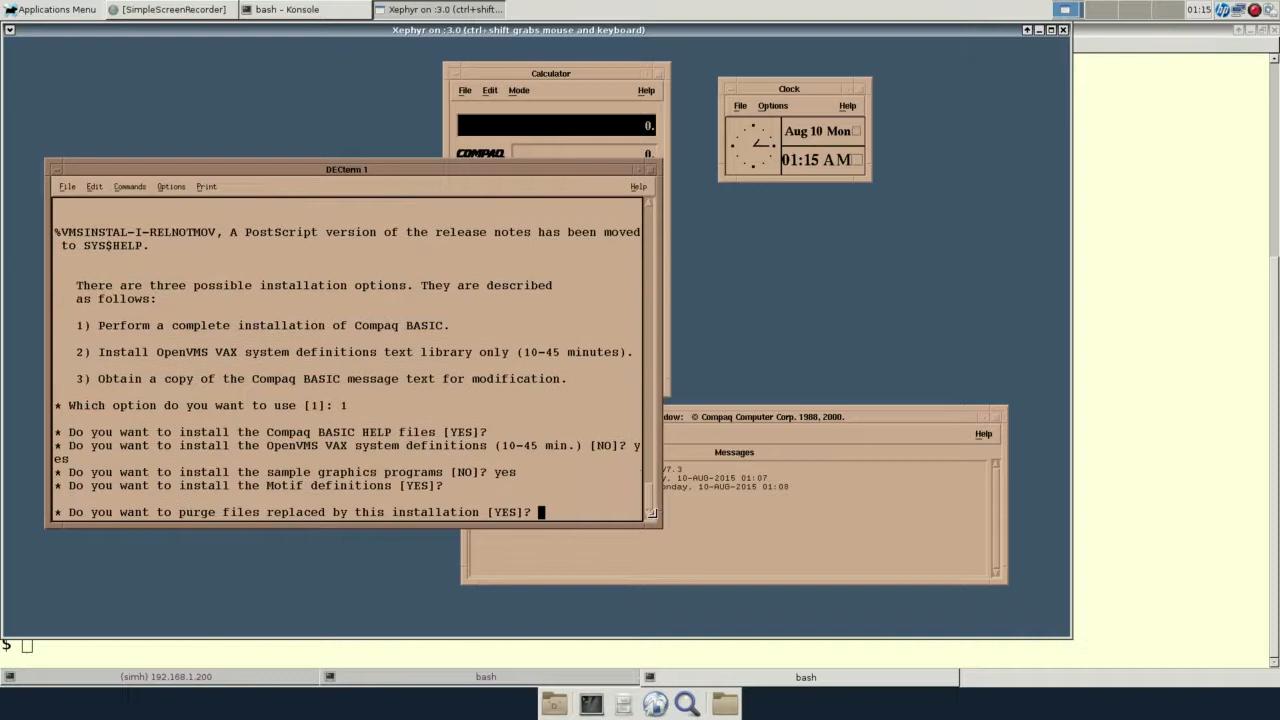 Applications Menu
[SimpleScreenRecorder]
bash - Konsole
Xephyr on :3.0 (ctrl+shift...
01:15
Xephyr on :3.0 (ctrl+shift grabs mouse and keyboard)
Calculator
File Edit Mode Help
0.
COMPAQ 0.
Clock
File Options Help
Aug 10 Mon
01:15 AM
DECterm 1
File Edit Commands Options Print Help
%VMSINSTAL-I-RELNOTMOV, A PostScript version of the release notes has been moved
to SYS$HELP.
There are three possible installation options. They are described
as follows:
1) Perform a complete installation of Compaq BASIC.
2) Install OpenVMS VAX system definitions text library only (10-45 minutes).
3) Obtain a copy of the Compaq BASIC message text for modification.
* Which option do you want to use [1]: 1
* Do you want to install the Compaq BASIC HELP files [YES]?
* Do you want to install the OpenVMS VAX system definitions (10-45 min.) [NO]? y
es
* Do you want to install the sample graphics programs [NO]? yes
* Do you want to install the Motif definitions [YES]?
* Do you want to purge files replaced by this installation [YES]?
© Compaq Computer Corp. 1988, 2000.
Help
Messages
V7.3
10-AUG-2015 01:07
10-AUG-2015 01:08
$
(simh) 192.168.1.200
bash
bash